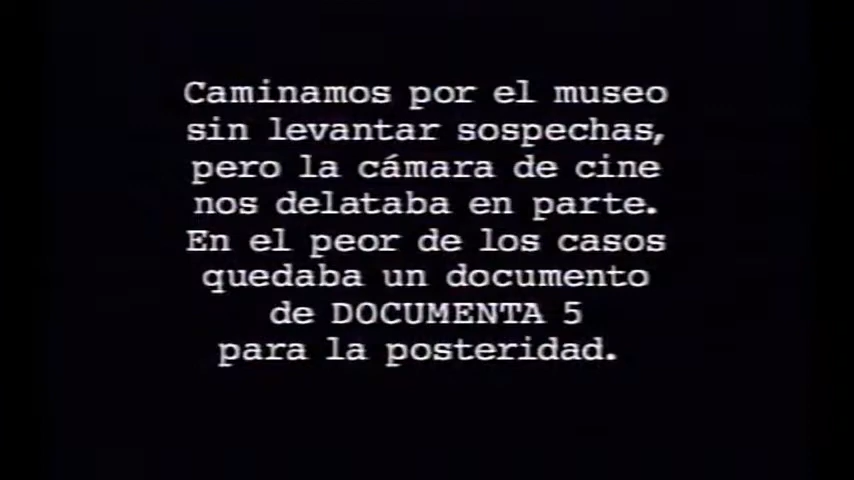 Caminamos por el museo
sin levantar sospechas,
pero la cámara de cine
nos delataba en parte.
En el peor de los casos
quedaba un documento
de DOCUMENTA 5
para la posteridad.